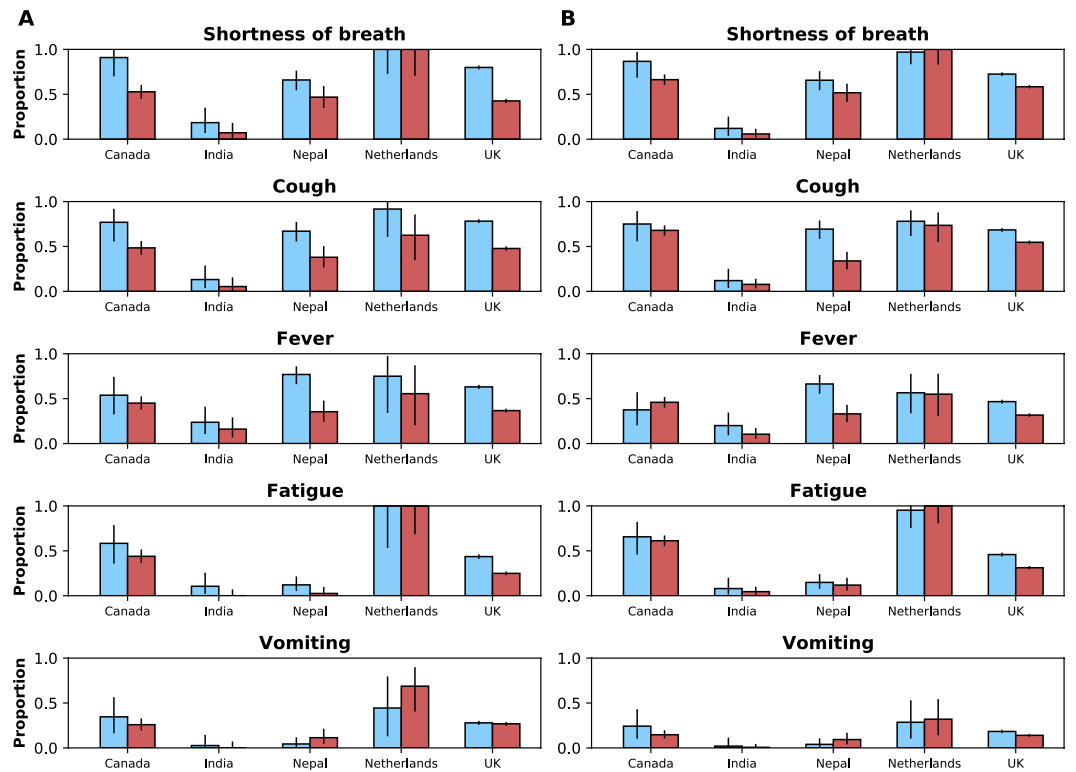 A
B
Shortness of breath
Shortness of breath
Proportion
1.0
0.5
0.0
1.0
0.5
0.0
Canada India Nepal Netherlands UK
Canada India Nepal Netherlands UK
Cough
Cough
Proportion
1.0
0.5
0.0
1.0
0.5
0.0
Canada India Nepal Netherlands UK
Canada India Nepal Netherlands UK
Fever
Fever
Proportion
1.0
0.5
0.0
1.0
0.5
0.0
Canada India Nepal Netherlands UK
Canada India Nepal Netherlands UK
Fatigue
Fatigue
Proportion
1.0
0.5
0.0
1.0
0.5
0.0
Canada India Nepal Netherlands UK
Canada India Nepal Netherlands UK
Vomiting
Vomiting
Proportion
1.0
0.5
0.0
1.0
0.5
0.0
Canada India Nepal Netherlands UK
Canada India Nepal Netherlands UK